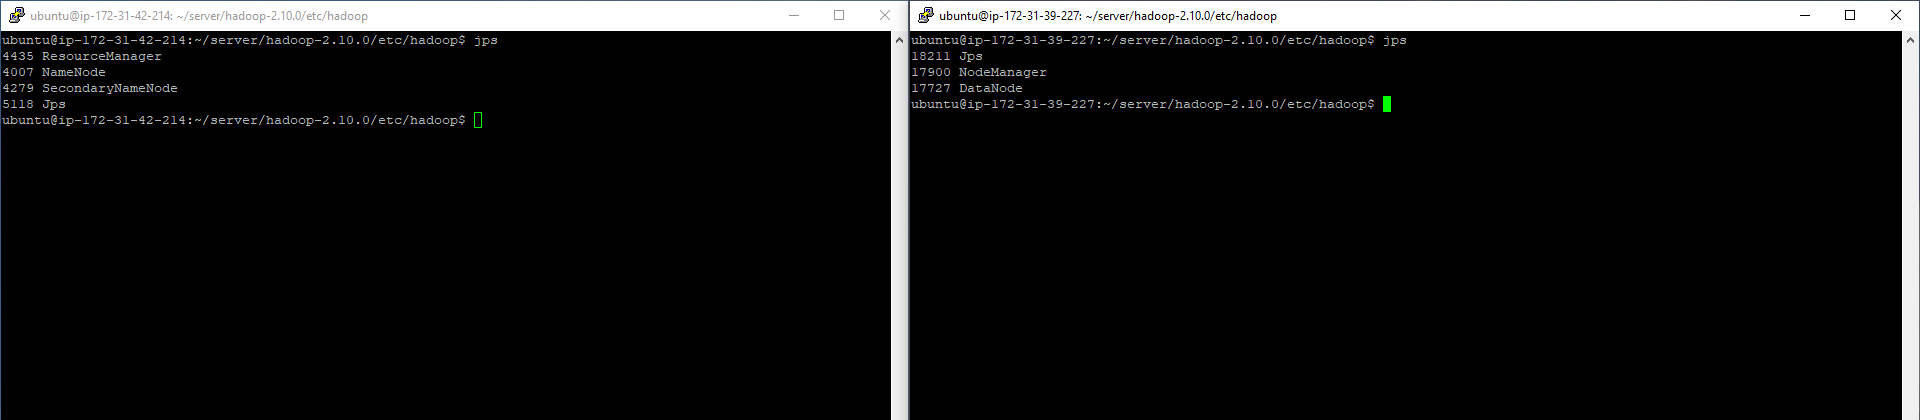 ubuntu@ip-172-31-42-214: ~/server/hadoop-2.10.0/etc/hadoop
ubuntu@ip-172-31-42-214:~/server/hadoop-2.10.0/etc/hadoop$ jps
4435 ResourceManager
4007 NameNode
4279 SecondaryNameNode
5118 Jps
ubuntu@ip-172-31-42-214:~/server/hadoop-2.10.0/etc/hadoop$
ubuntu@ip-172-31-39-227: ~/server/hadoop-2.10.0/etc/hadoop
ubuntu@ip-172-31-39-227:~/server/hadoop-2.10.0/etc/hadoop$ jps
18211 Jps
17900 NodeManager
17727 DataNode
ubuntu@ip-172-31-39-227:~/server/hadoop-2.10.0/etc/hadoop$